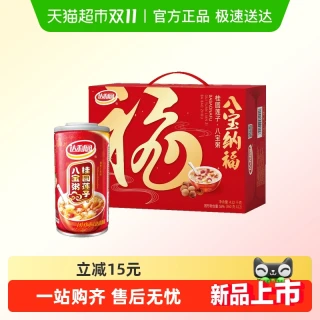 天猫超市双11 官方正品 极速送达
达利园
八宝纳福
桂圆莲子·八宝粥
福
达利园
桂圆莲子
八宝粥
立减15元
一站购齐 售后无忧
新品上市